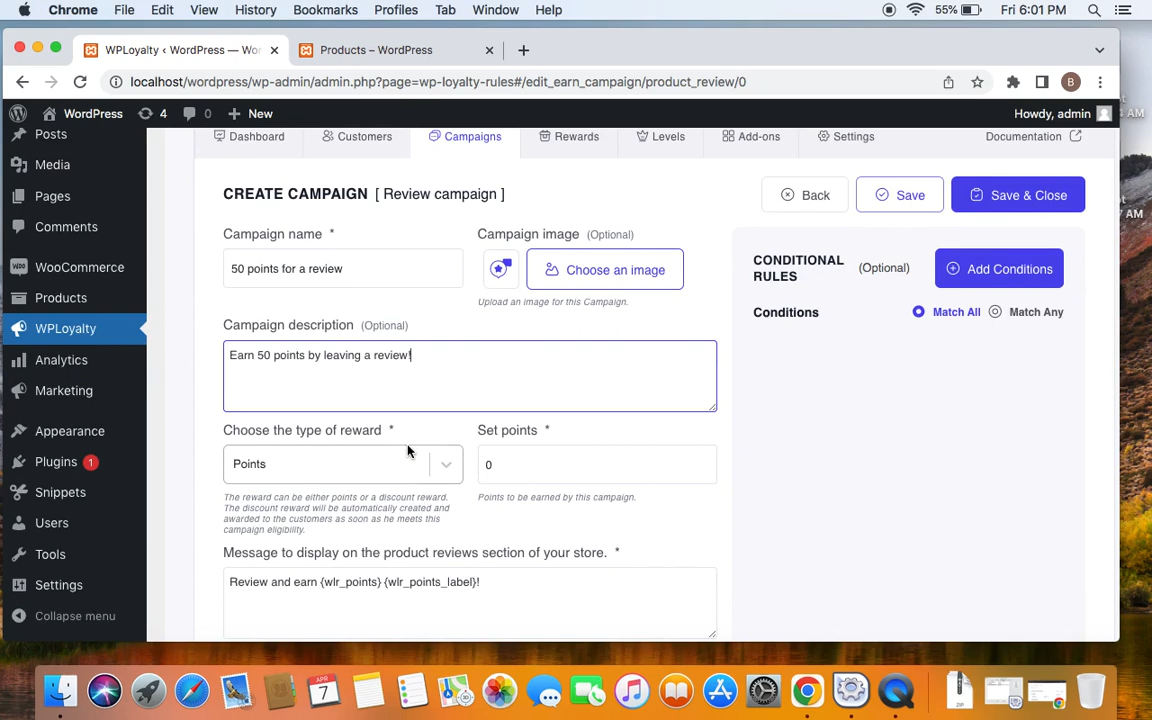 Chrome File Edit View History Bookmarks Profiles Tab Window Help 55% Fri 6:01 PM
WPLoyalty ‹ WordPress — Wor
Products – WordPress
localhost/wordpress/wp-admin/admin.php?page=wp-loyalty-rules#/edit_earn_campaign/product_review/0
B
WordPress 4 0 New Howdy, admin
AM
7 AM
Posts
Media
Pages
Comments
WooCommerce
Products
WPLoyalty
Analytics
Marketing
Appearance
Plugins 1
Snippets
Users
Tools
Settings
Collapse menu
Dashboard Customers Campaigns Rewards Levels Add-ons Settings Documentation
CREATE CAMPAIGN [ Review campaign ]
Back Save Save & Close
Campaign name *
50 points for a review
Campaign image (Optional)
Choose an image
Upload an image for this Campaign.
Campaign description (Optional)
Earn 50 points by leaving a review!
Choose the type of reward *
Points
The reward can be either points or a discount reward.
The discount reward will be automatically created and
awarded to the customers as soon as he meets this
campaign eligibility.
Set points *
0
Points to be earned by this campaign.
Message to display on the product reviews section of your store. *
Review and earn {wlr_points} {wlr_points_label}!
CONDITIONAL
RULES
(Optional)
Add Conditions
Conditions Match All Match Any
APR
7
ZIP